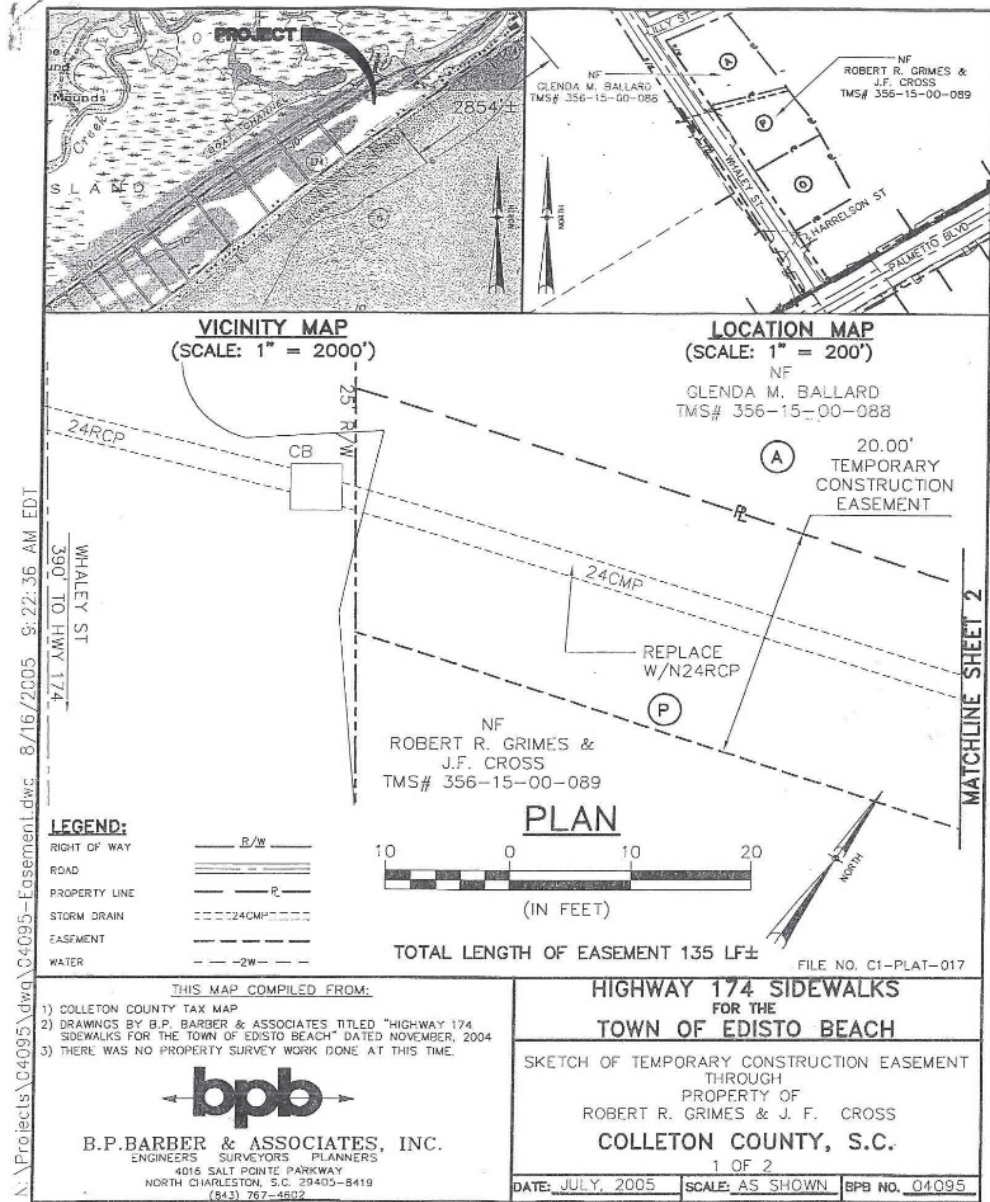 PROJECT
Mounds
Creek
BOAT CHANNEL
SLAND
174
2854'±
NORTH
NF
GLENDA M. BALLARD
TMS# 356-15-00-088
NF
ROBERT R. GRIMES &
J.F. CROSS
TMS# 356-15-00-089
A
P
O
WHALEY ST
HARRELSON ST
PALMETTO BLVD
NORTH
VICINITY MAP
(SCALE: 1" = 2000')
LOCATION MAP
(SCALE: 1" = 200')
NF
GLENDA M. BALLARD
TMS# 356-15-00-088
A
20.00'
TEMPORARY
CONSTRUCTION
EASEMENT
24RCP
CB
25' R/W
PL
24CMP
REPLACE
W/N24RCP
P
WHALEY ST
390' TO HWY 174
MATCHLINE SHEET 2
NF
ROBERT R. GRIMES &
J.F. CROSS
TMS# 356-15-00-089
PLAN
10 0 10 20
(IN FEET)
NORTH
LEGEND:
RIGHT OF WAY R/W
ROAD
PROPERTY LINE PL
STORM DRAIN 24CMP
EASEMENT
WATER 2W
TOTAL LENGTH OF EASEMENT 135 LF±
FILE NO. C1-PLAT-017
THIS MAP COMPILED FROM:
1) COLLETON COUNTY TAX MAP
2) DRAWINGS BY B.P. BARBER & ASSOCIATES TITLED "HIGHWAY 174
SIDEWALKS FOR THE TOWN OF EDISTO BEACH" DATED NOVEMBER, 2004
3) THERE WAS NO PROPERTY SURVEY WORK DONE AT THIS TIME.
bpb
B.P.BARBER & ASSOCIATES, INC.
ENGINEERS SURVEYORS PLANNERS
4016 SALT POINTE PARKWAY
NORTH CHARLESTON, S.C. 29405-8419
(843) 767-4602
HIGHWAY 174 SIDEWALKS
FOR THE
TOWN OF EDISTO BEACH
SKETCH OF TEMPORARY CONSTRUCTION EASEMENT
THROUGH
PROPERTY OF
ROBERT R. GRIMES & J. F. CROSS
COLLETON COUNTY, S.C.
1 OF 2
DATE: JULY, 2005 SCALE: AS SHOWN BPB NO. 04095
N:\Projects\04095\dwg\04095-Easement.dwg 8/16/2005 9:22:36 AM EDT